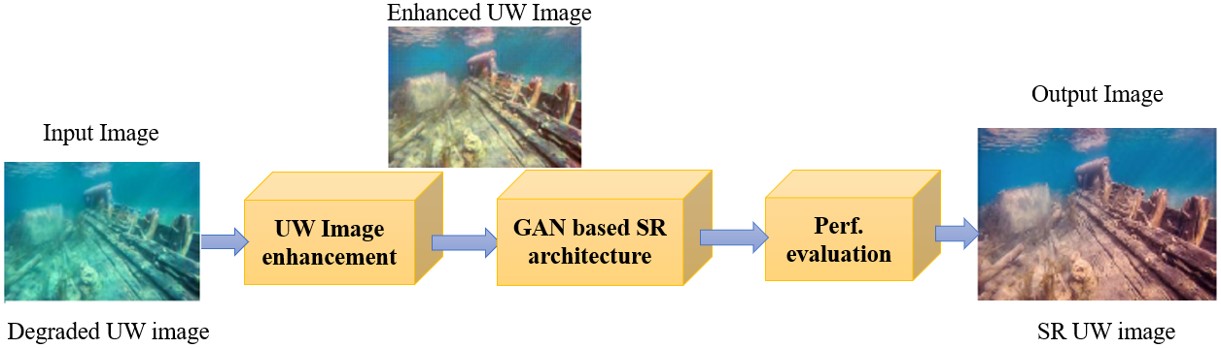 Enhanced UW Image
Input Image
Output Image
UW Image
enhancement
GAN based SR
architecture
Perf.
evaluation
Degraded UW image
SR UW image